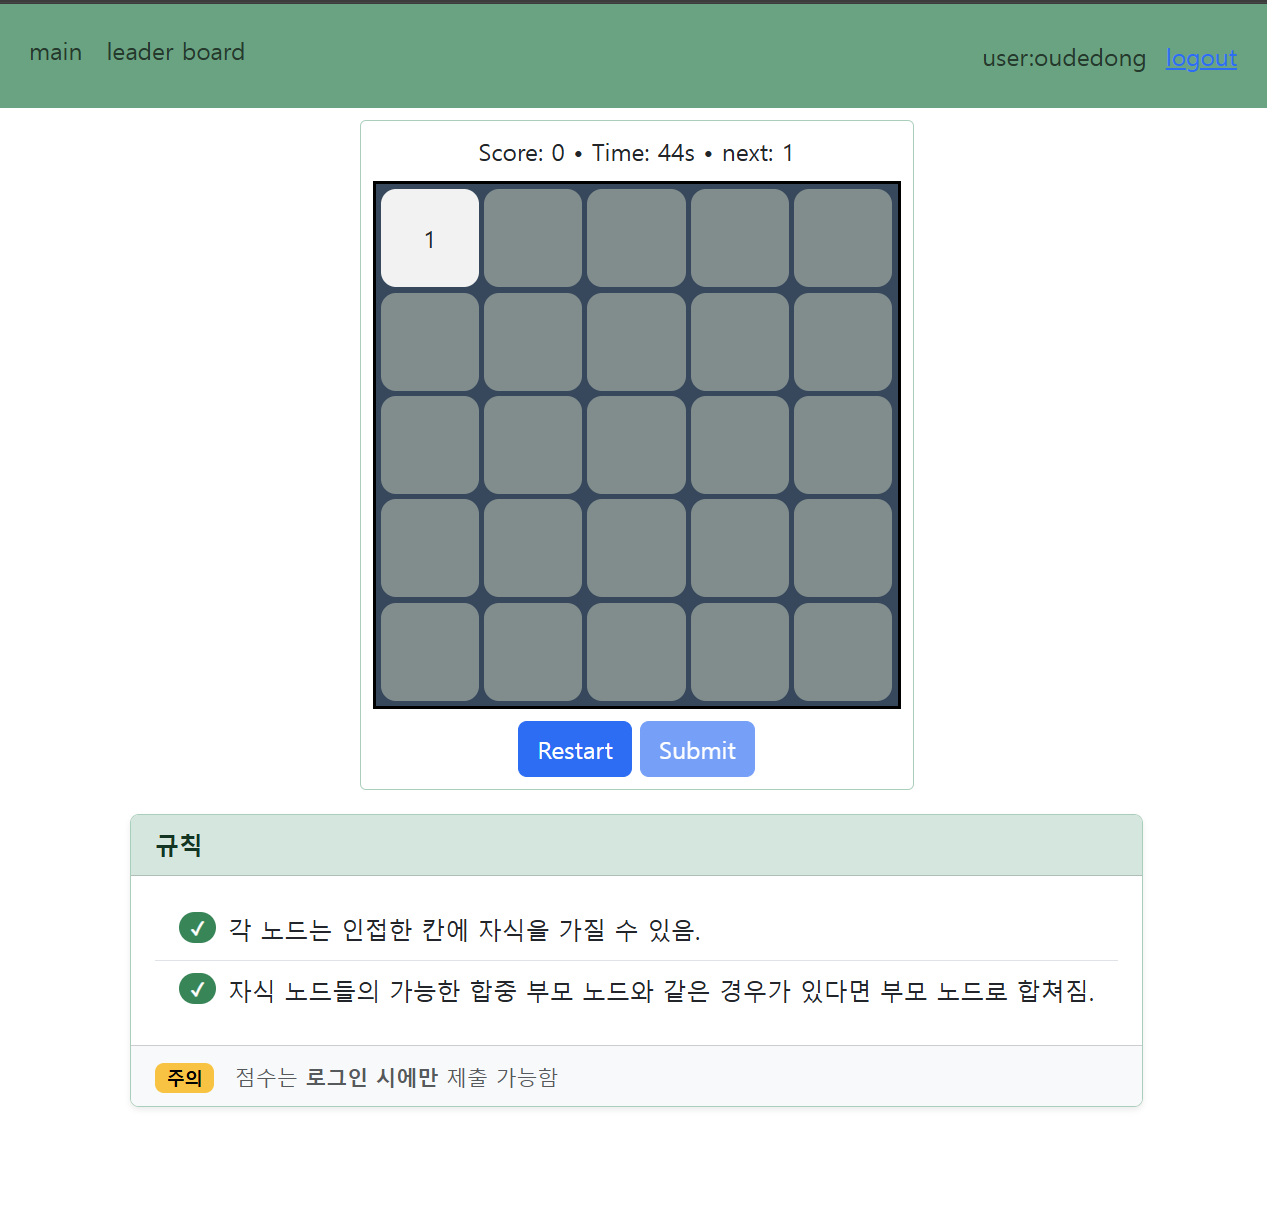 main leader board
user:oudedong logout
Score: 0 • Time: 44s • next: 1
1
Restart Submit
규칙
✓ 각 노드는 인접한 칸에 자식을 가질 수 있음.
✓ 자식 노드들의 가능한 합중 부모 노드와 같은 경우가 있다면 부모 노드로 합쳐짐.
주의 점수는 로그인 시에만 제출 가능함